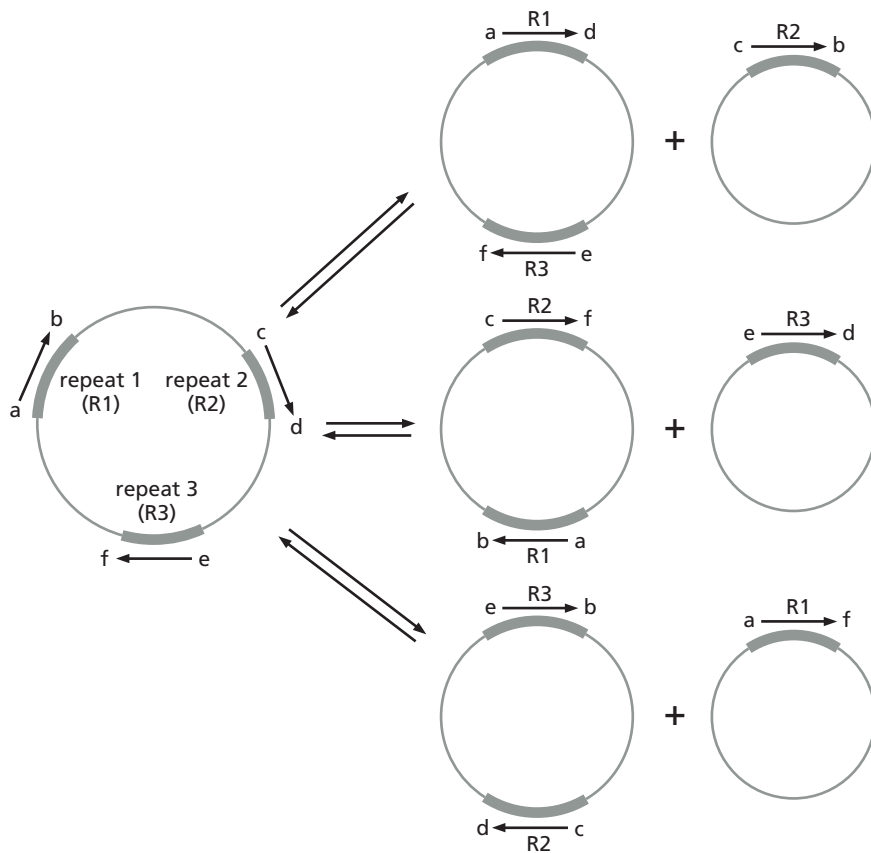 R1
a d
R2
c b
f e
R3
b
c
repeat 1
(R1)
repeat 2
(R2)
a
d
repeat 3
(R3)
f e
R2
c f
R3
e d
b a
R1
R3
e b
R1
a f
d c
R2
+
+
+